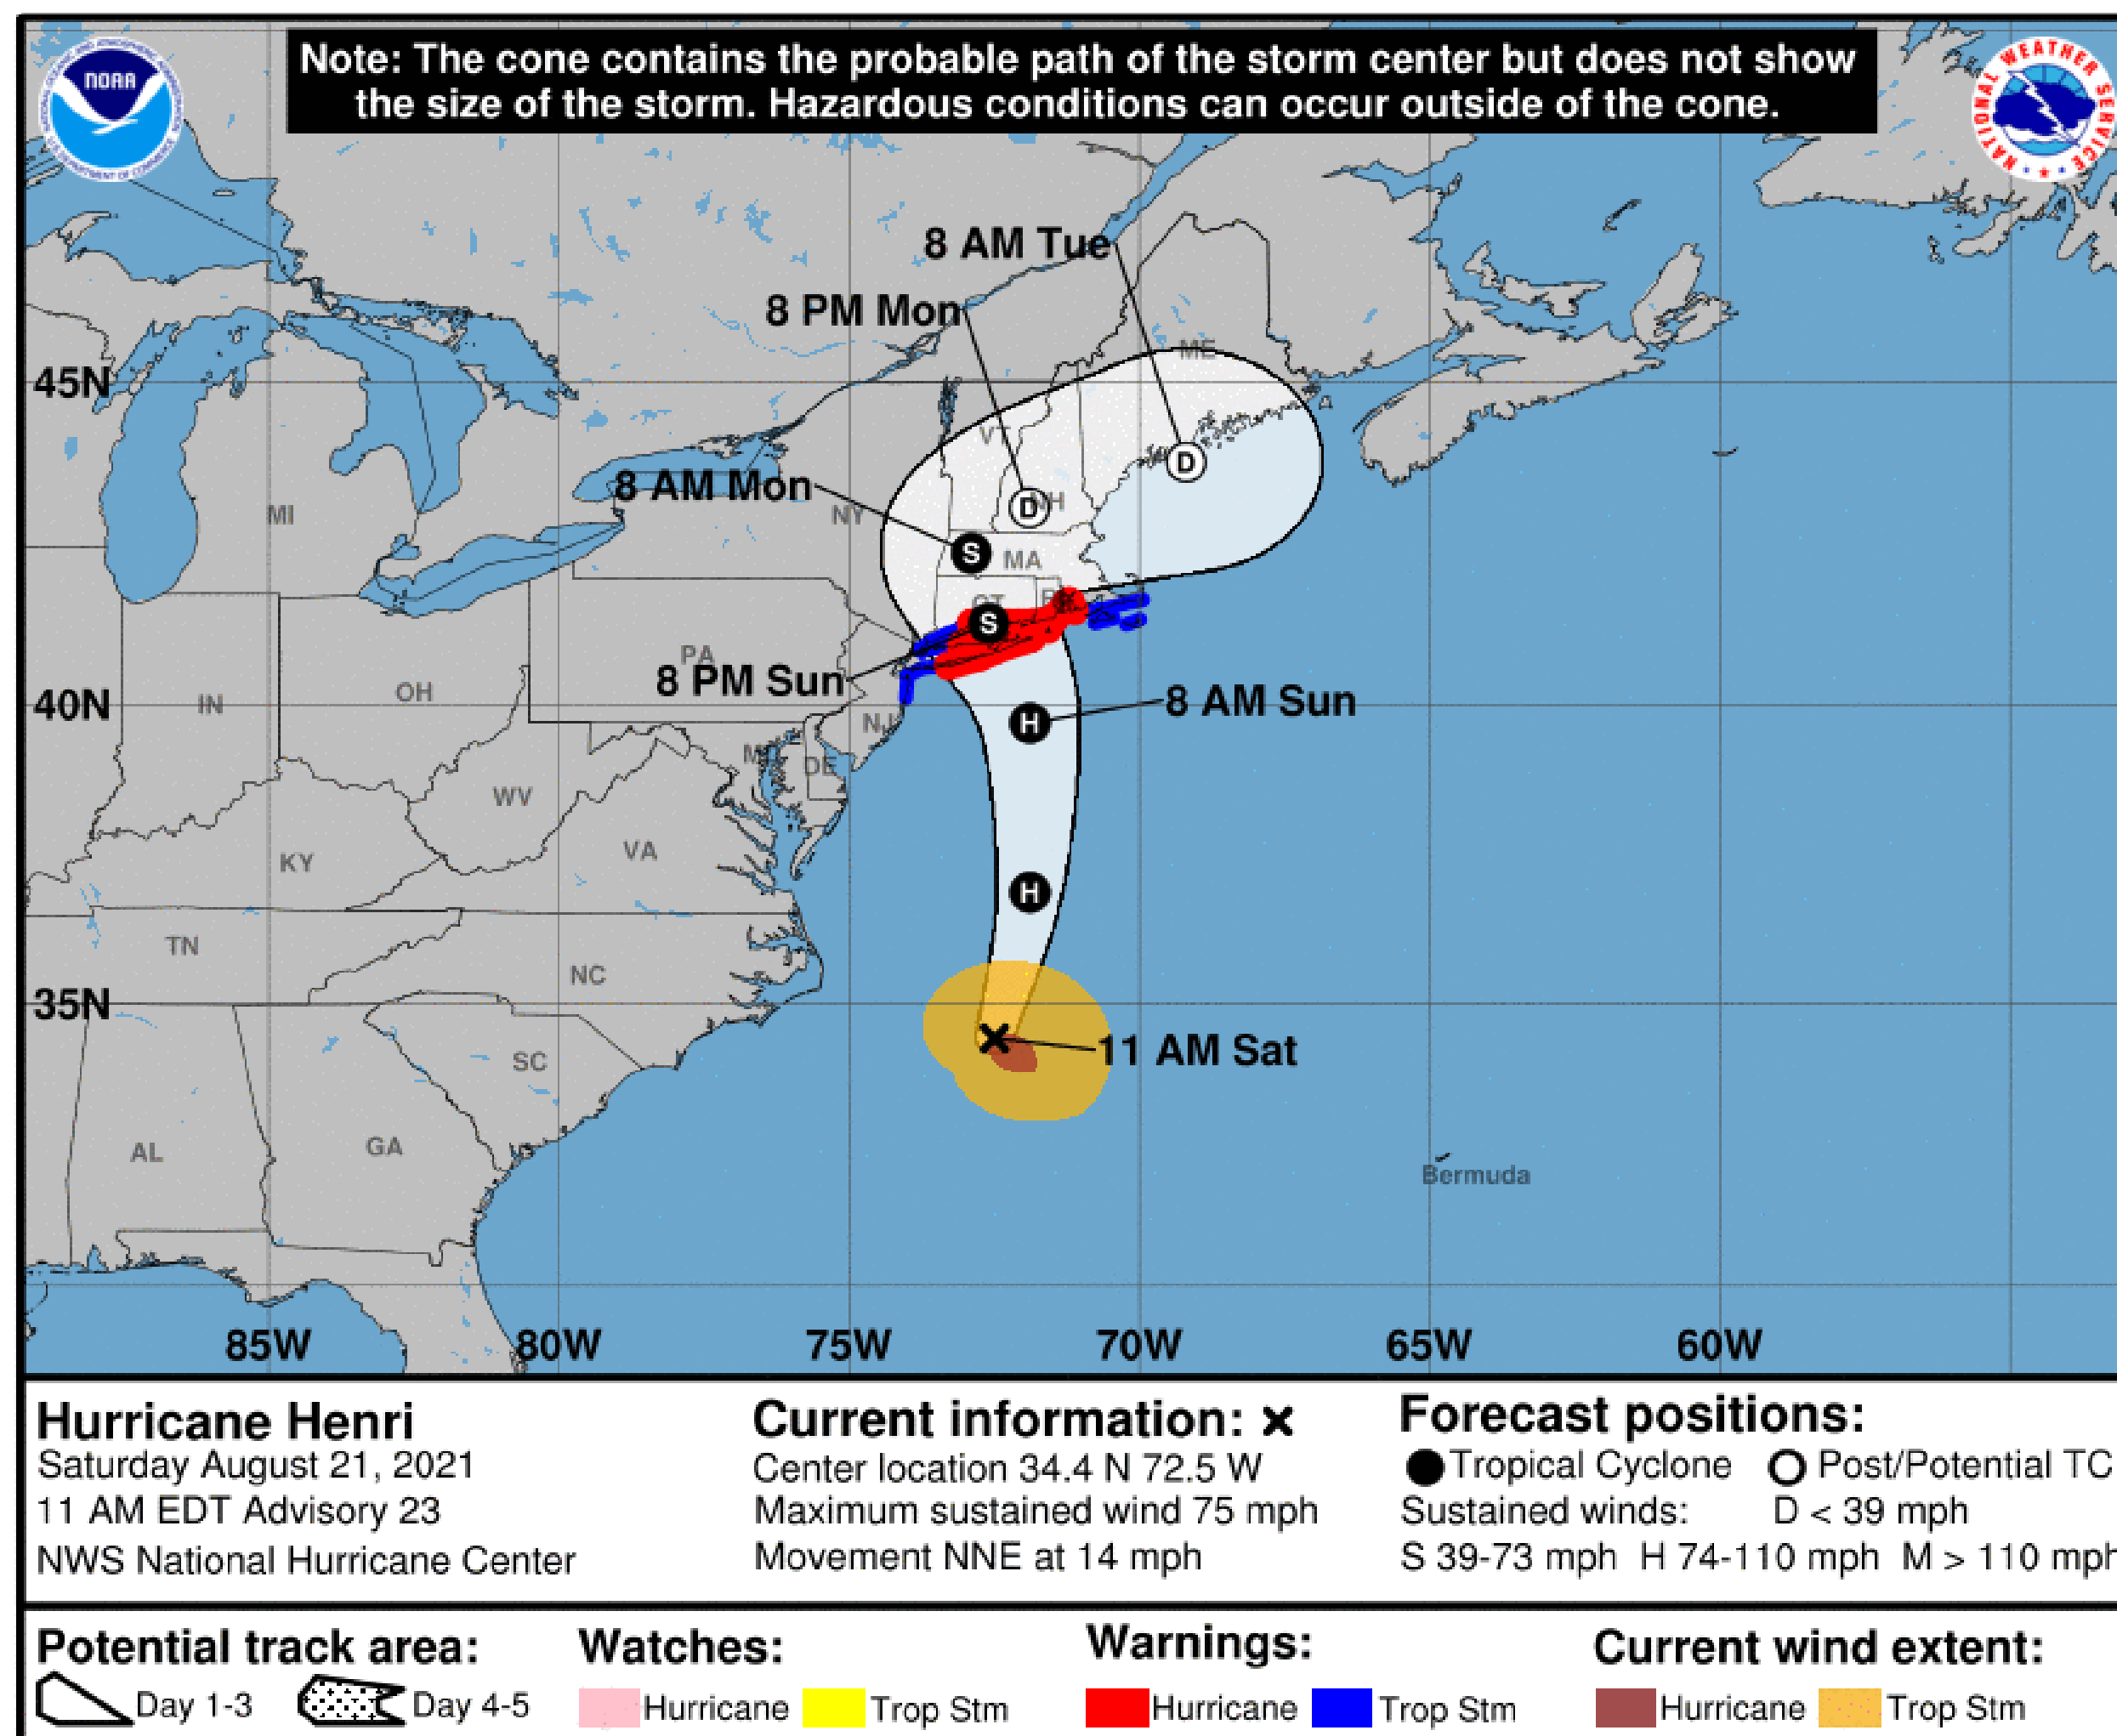 Note: The cone contains the probable path of the storm center but does not show
the size of the storm. Hazardous conditions can occur outside of the cone.
NOAA
NATIONAL WEATHER SERVICE
8 AM Tue
8 PM Mon
ME
45N
VT
8 AM Mon
NY
D
D
NH
MI
S
MA
CT
S
PA
8 PM Sun
8 AM Sun
40N
IN
OH
NJ
H
DE
WV
VA
KY
H
TN
NC
35N
11 AM Sat
SC
AL
GA
Bermuda
85W 80W 75W 70W 65W 60W
Hurricane Henri
Saturday August 21, 2021
11 AM EDT Advisory 23
NWS National Hurricane Center
Current information: ×
Center location 34.4 N 72.5 W
Maximum sustained wind 75 mph
Movement NNE at 14 mph
Forecast positions:
Tropical Cyclone Post/Potential TC
Sustained winds: D < 39 mph
S 39-73 mph H 74-110 mph M > 110 mph
Potential track area:
Day 1-3 Day 4-5
Watches:
Hurricane Trop Stm
Warnings:
Hurricane Trop Stm
Current wind extent:
Hurricane Trop Stm